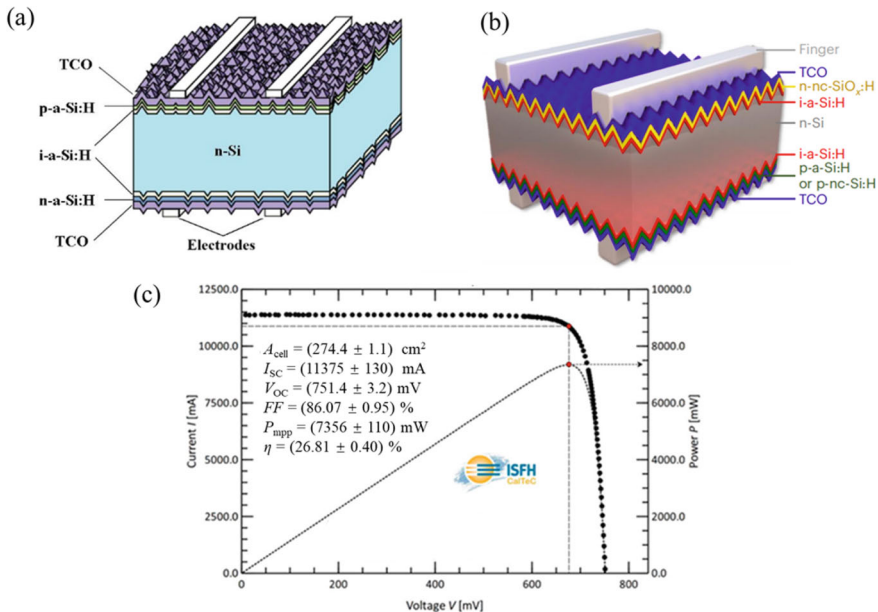 (a)
TCO
p-a-Si:H
i-a-Si:H
n-a-Si:H
TCO
n-Si
Electrodes
(b)
Finger
TCO
n-nc-SiOx:H
i-a-Si:H
n-Si
i-a-Si:H
p-a-Si:H
or p-nc-Si:H
TCO
(c)
12500.0
10000.0
7500.0
5000.0
2500.0
0.0
Current I [mA]
Acell = (274.4 ± 1.1) cm²
ISC = (11375 ± 130) mA
VOC = (751.4 ± 3.2) mV
FF = (86.07 ± 0.95) %
Pmpp = (7356 ± 110) mW
η = (26.81 ± 0.40) %
ISFH
CalTeC
10000.0
8000.0
6000.0
4000.0
2000.0
0.0
Power P [mW]
0 200 400 600 800
Voltage V [mV]